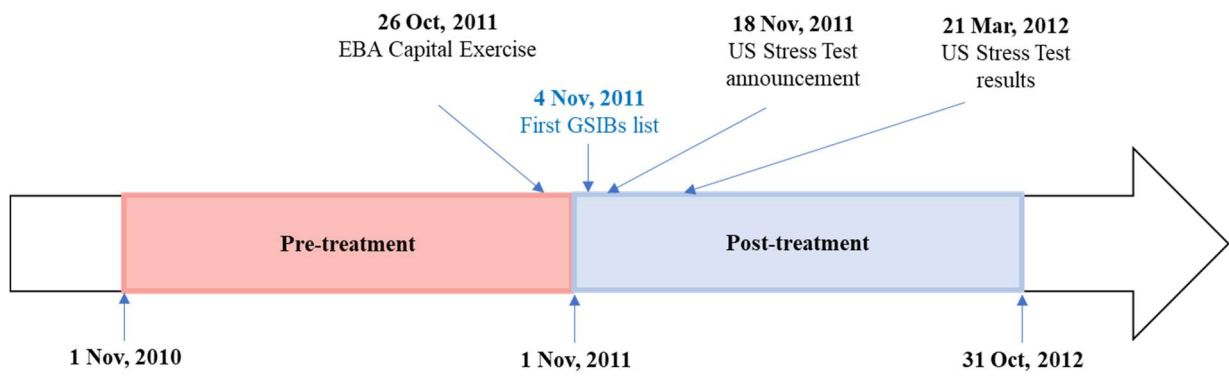 26 Oct, 2011
EBA Capital Exercise
18 Nov, 2011
US Stress Test
announcement
21 Mar, 2012
US Stress Test
results
4 Nov, 2011
First GSIBs list
Pre-treatment
Post-treatment
1 Nov, 2010
1 Nov, 2011
31 Oct, 2012